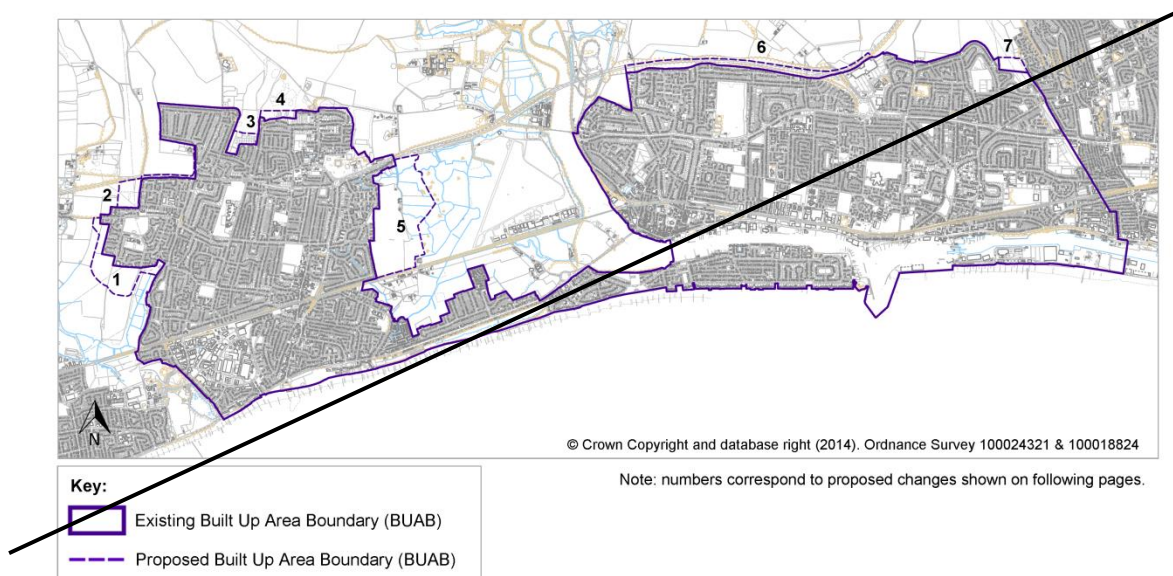 6
7
4
3
2
5
1
N
© Crown Copyright and database right (2014). Ordnance Survey 100024321 & 100018824
Note: numbers correspond to proposed changes shown on following pages.
Key:
Existing Built Up Area Boundary (BUAB)
Proposed Built Up Area Boundary (BUAB)